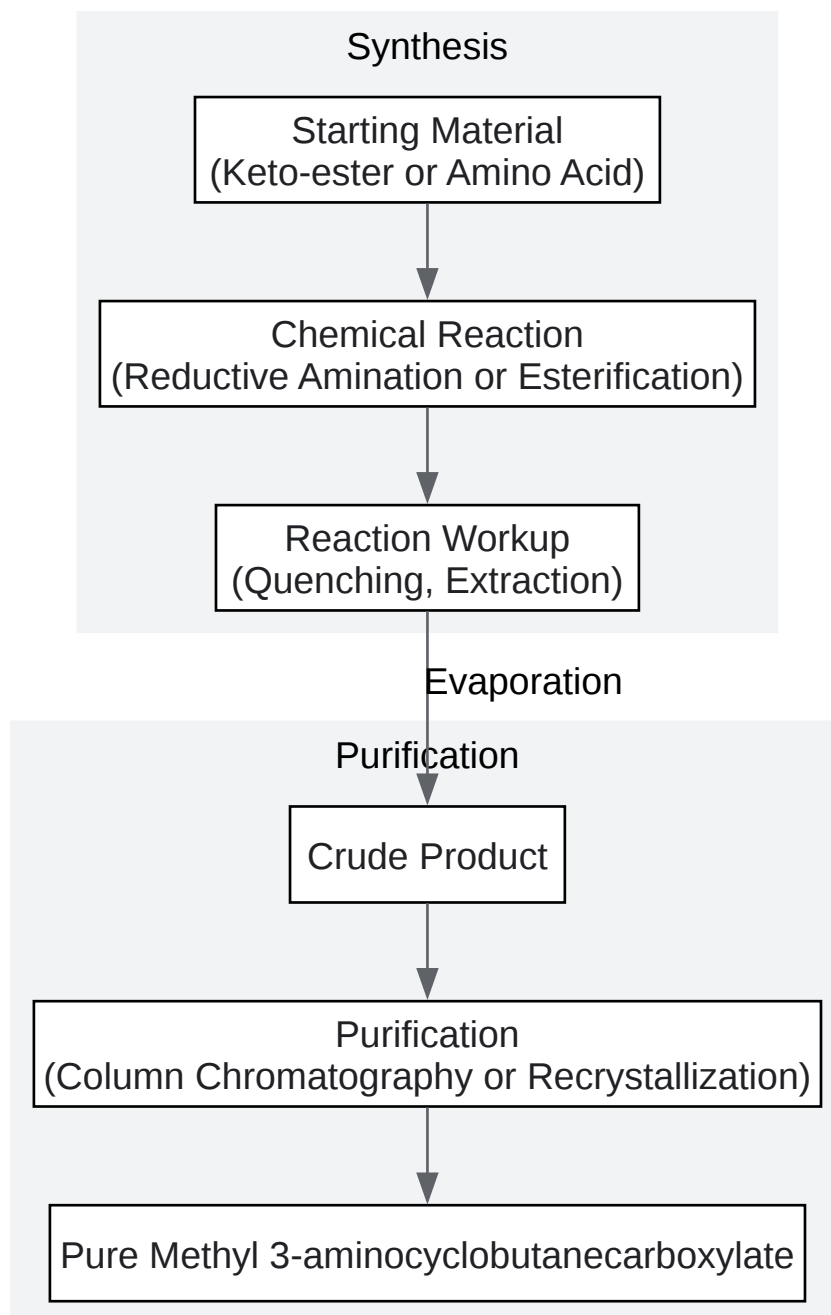 Synthesis
Starting Material
(Keto-ester or Amino Acid)
Chemical Reaction
(Reductive Amination or Esterification)
Reaction Workup
(Quenching, Extraction)
Evaporation
Purification
Crude Product
Purification
(Column Chromatography or Recrystallization)
Pure Methyl 3-aminocyclobutanecarboxylate